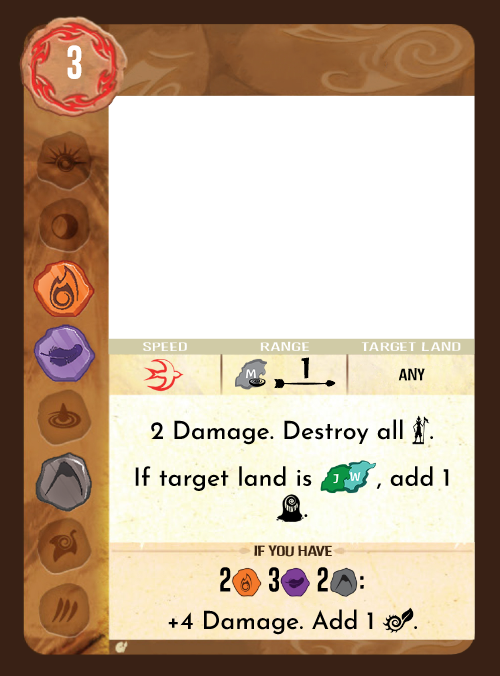 3
SPEED RANGE TARGET LAND
M 1 ANY
2 Damage. Destroy all .
If target land is J W , add 1
.
IF YOU HAVE
2 3 2 :
+4 Damage. Add 1 .